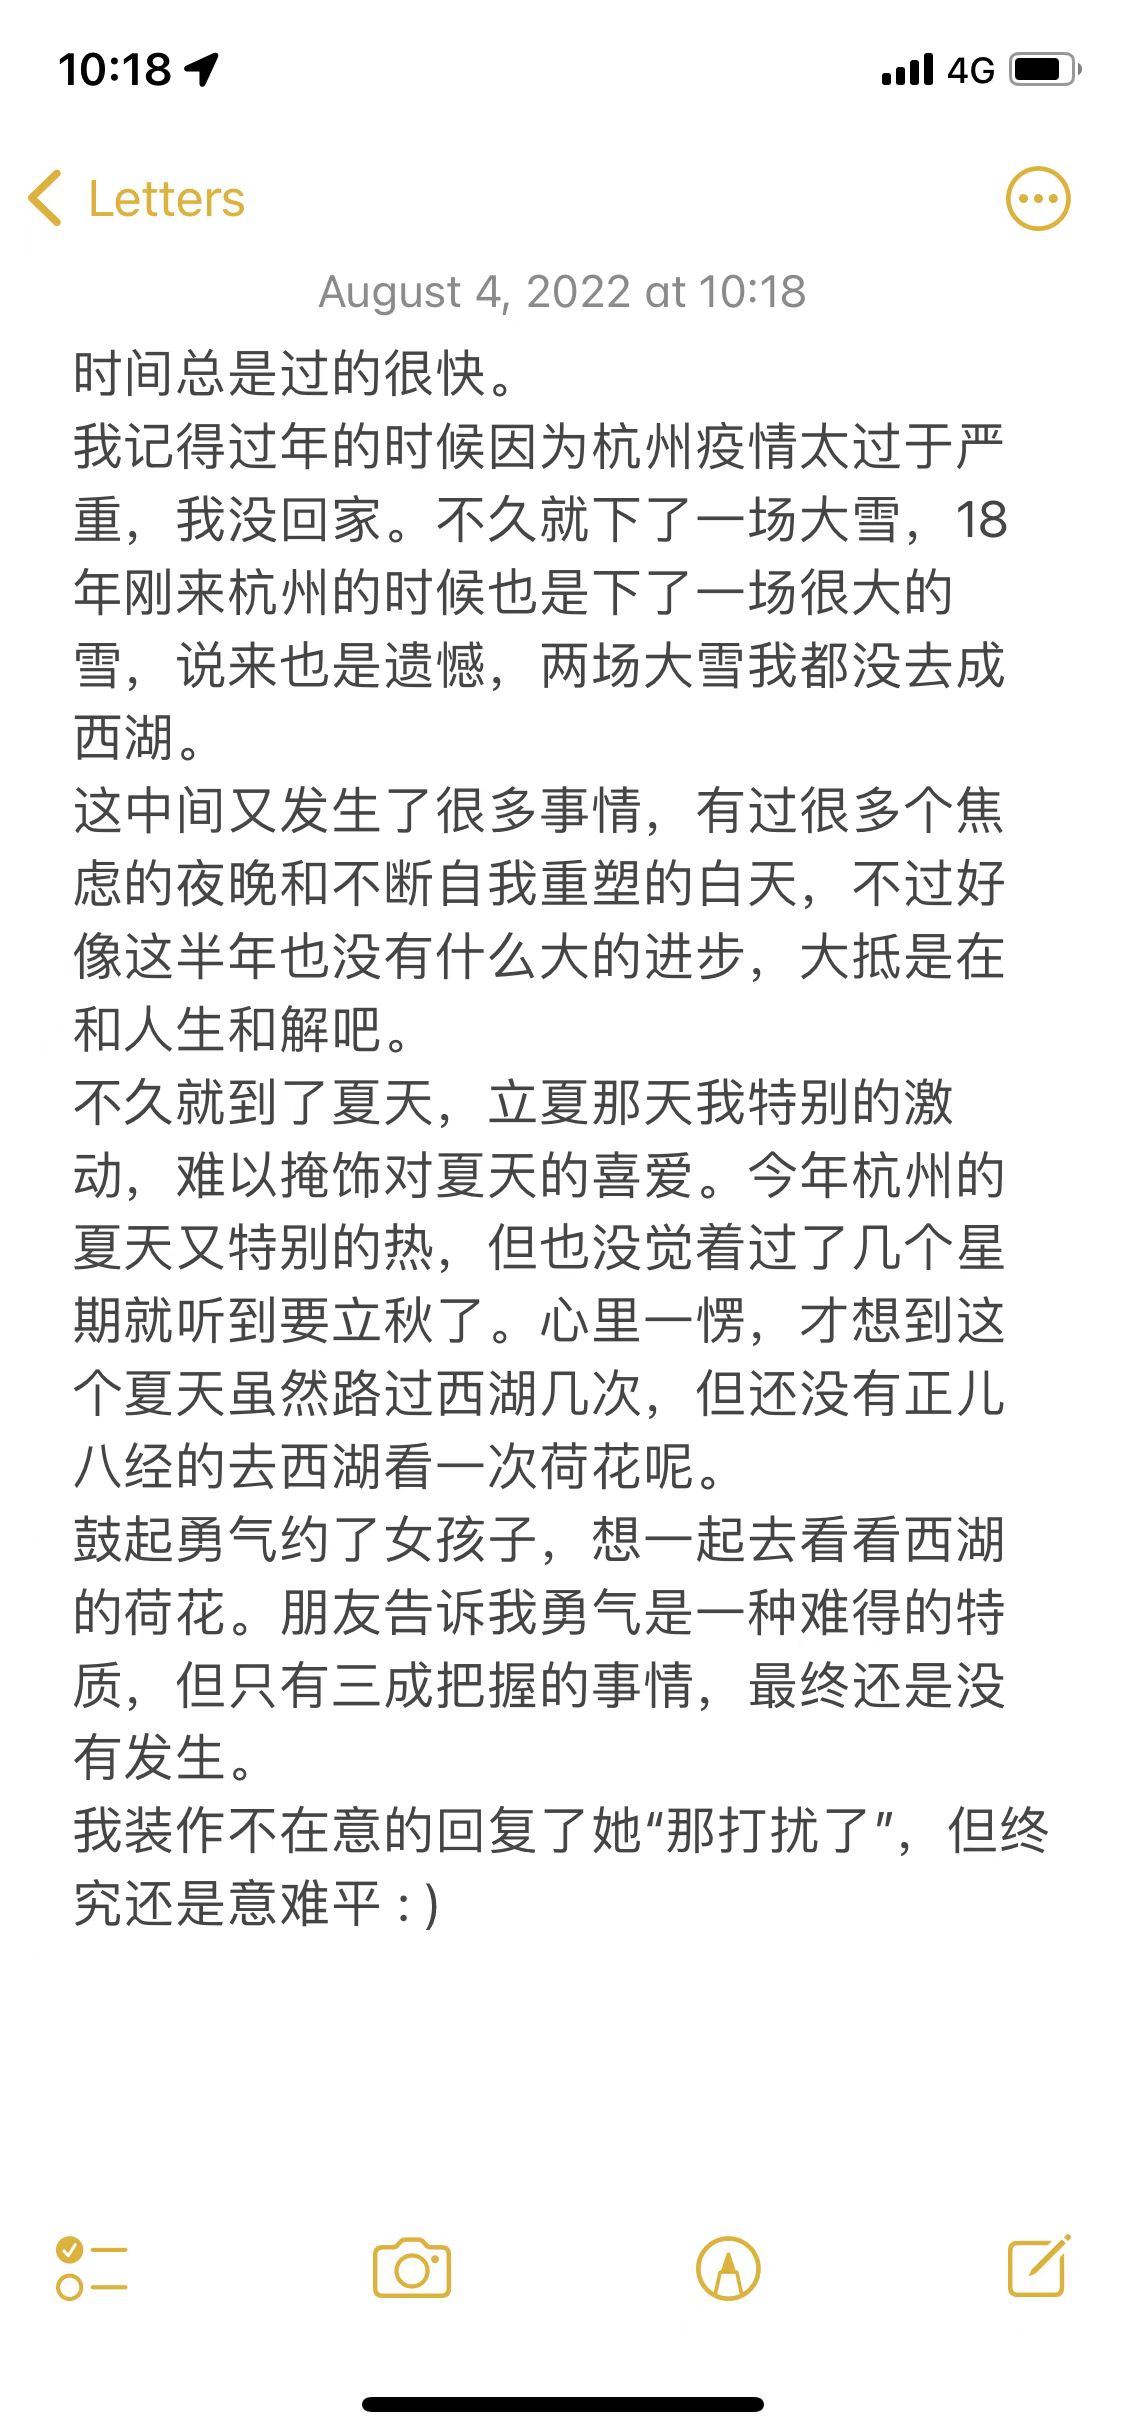 10:18
4G
Letters
August 4, 2022 at 10:18
时间总是过的很快。
我记得过年的时候因为杭州疫情太过于严
重，我没回家。不久就下了一场大雪，18
年刚来杭州的时候也是下了一场很大的
雪，说来也是遗憾，两场大雪我都没去成
西湖。
这中间又发生了很多事情，有过很多个焦
虑的夜晚和不断自我重塑的白天，不过好
像这半年也没有什么大的进步，大抵是在
和人生和解吧。
不久就到了夏天，立夏那天我特别的激
动，难以掩饰对夏天的喜爱。今年杭州的
夏天又特别的热，但也没觉着过了几个星
期就听到要立秋了。心里一愣，才想到这
个夏天虽然路过西湖几次，但还没有正儿
八经的去西湖看一次荷花呢。
鼓起勇气约了女孩子，想一起去看看西湖
的荷花。朋友告诉我勇气是一种难得的特
质，但只有三成把握的事情，最终还是没
有发生。
我装作不在意的回复了她“那打扰了”，但终
究还是意难平 : )